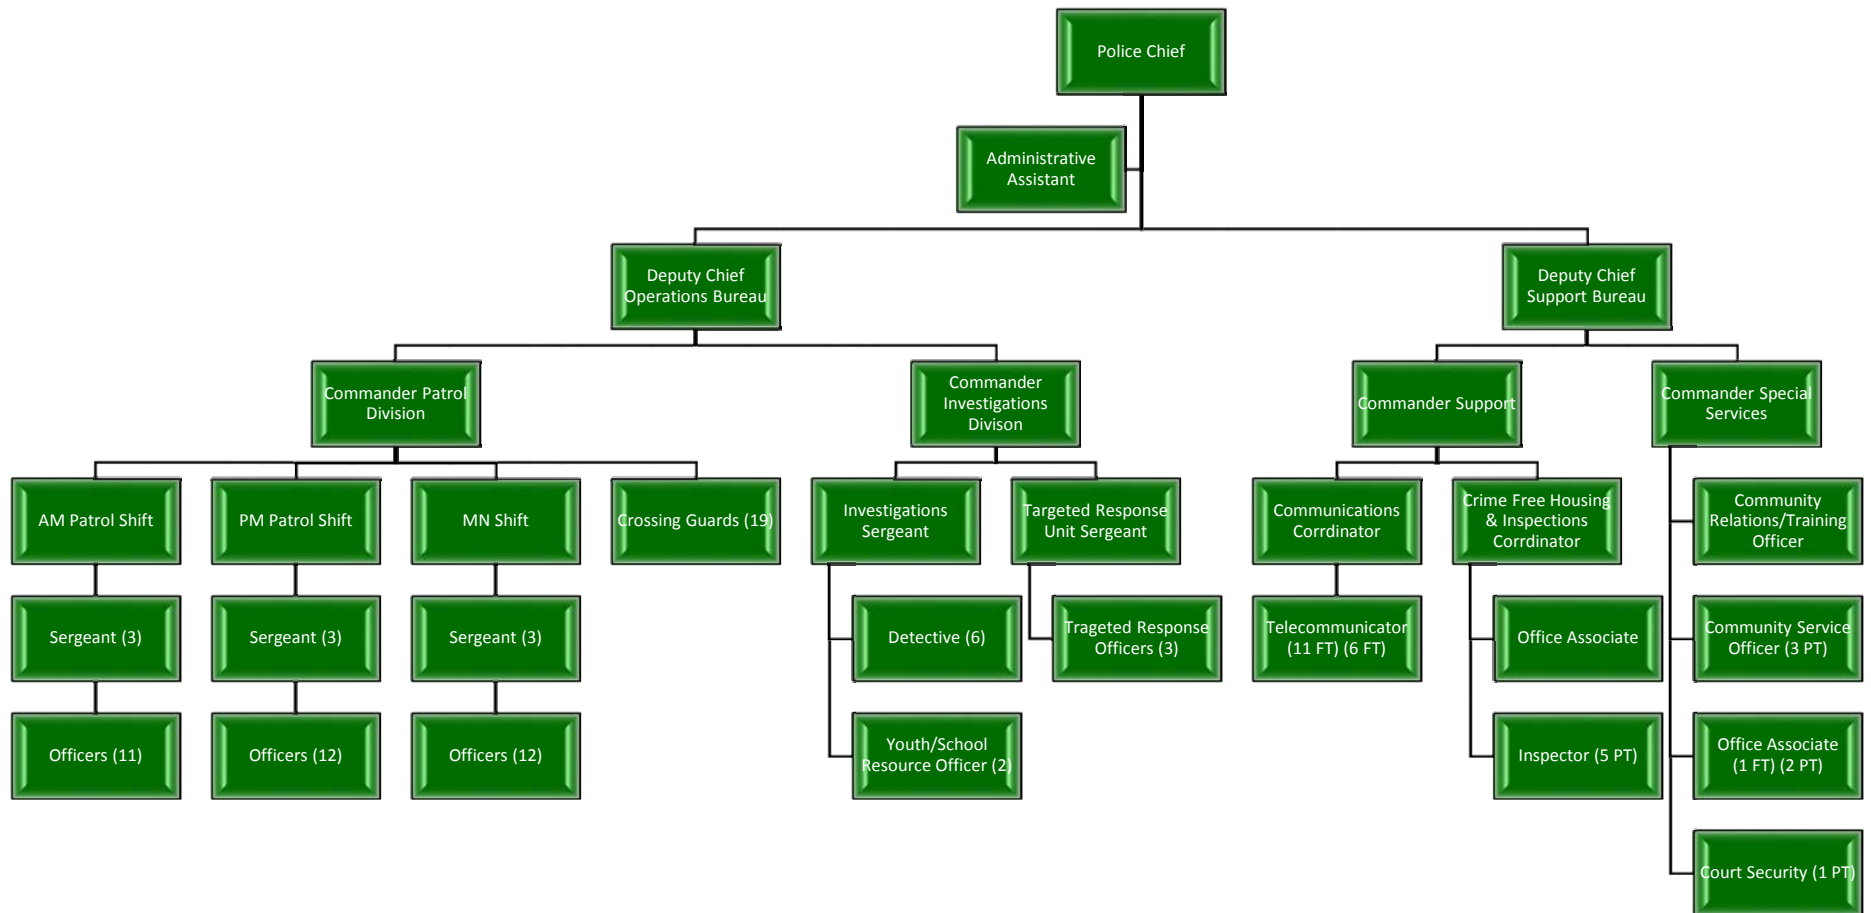 Police Chief
Administrative
Assistant
Deputy Chief
Operations Bureau
Deputy Chief
Support Bureau
Commander Patrol
Division
Commander
Investigations
Divison
Commander Support
Commander Special
Services
AM Patrol Shift
PM Patrol Shift
MN Shift
Crossing Guards (19)
Investigations
Sergeant
Targeted Response
Unit Sergeant
Communications
Corrdinator
Crime Free Housing
& Inspections
Corrdinator
Community
Relations/Training
Officer
Sergeant (3)
Sergeant (3)
Sergeant (3)
Detective (6)
Trageted Response
Officers (3)
Telecommunicator
(11 FT) (6 FT)
Office Associate
Community Service
Officer (3 PT)
Officers (11)
Officers (12)
Officers (12)
Youth/School
Resource Officer (2)
Inspector (5 PT)
Office Associate
(1 FT) (2 PT)
Court Security (1 PT)